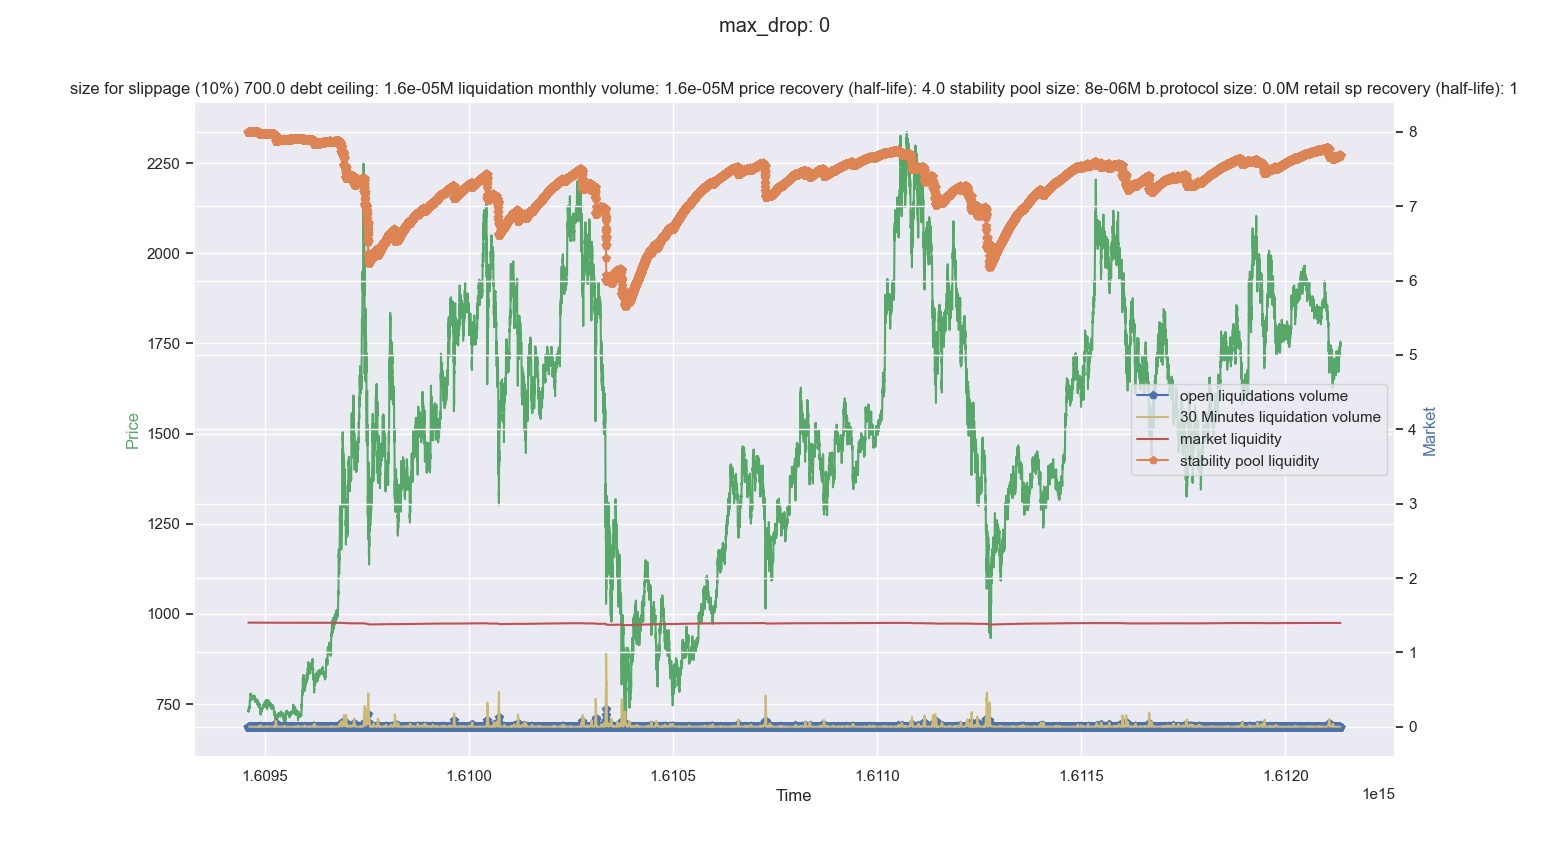 max_drop: 0
size for slippage (10%) 700.0 debt ceiling: 1.6e-05M liquidation monthly volume: 1.6e-05M price recovery (half-life): 4.0 stability pool size: 8e-06M b.protocol size: 0.0M retail sp recovery (half-life): 1
8
2250
7
2000
6
1750
5
open liquidations volume
30 Minutes liquidation volume
market liquidity
stability pool liquidity
Price
1500
4
Market
1250
3
2
1000
1
750
0
1.6095 1.6100 1.6105 1.6110 1.6115 1.6120
Time
1e15